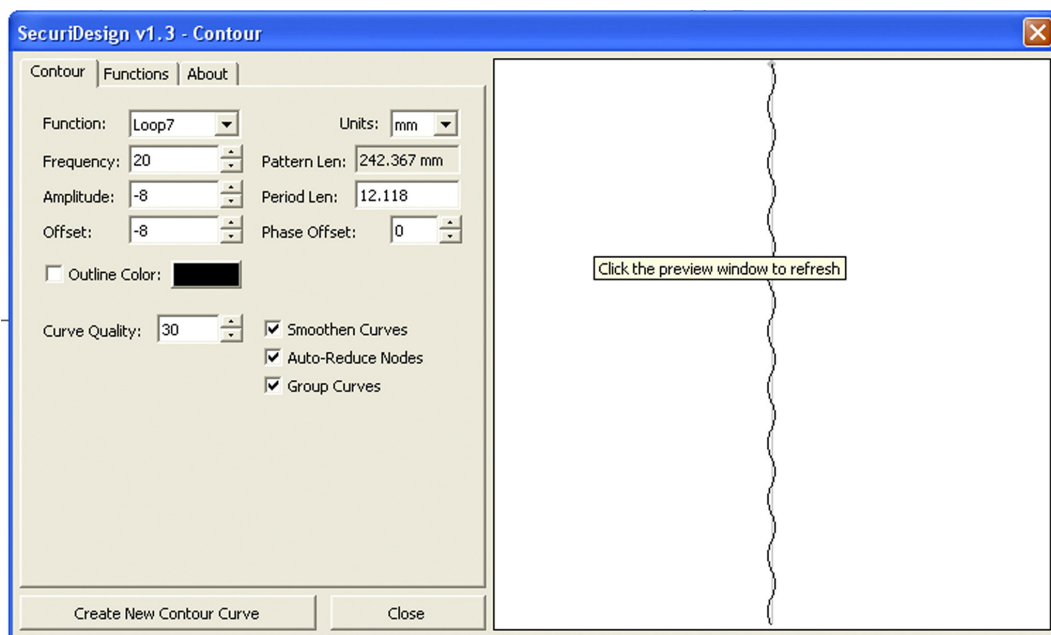 SecuriDesign v1.3 - Contour
Contour Functions About
Function: Loop7 Units: mm
Frequency: 20 Pattern Len: 242.367 mm
Amplitude: -8 Period Len: 12.118
Offset: -8 Phase Offset: 0
Outline Color:
Click the preview window to refresh
Curve Quality: 30 Smoothen Curves
Auto-Reduce Nodes
Group Curves
Create New Contour Curve Close